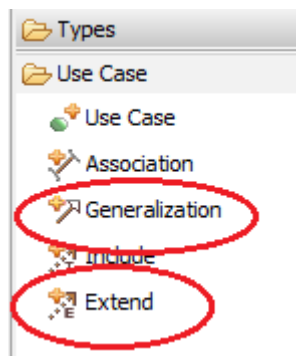 Types
Use Case
Use Case
Association
Generalization
Include
Extend